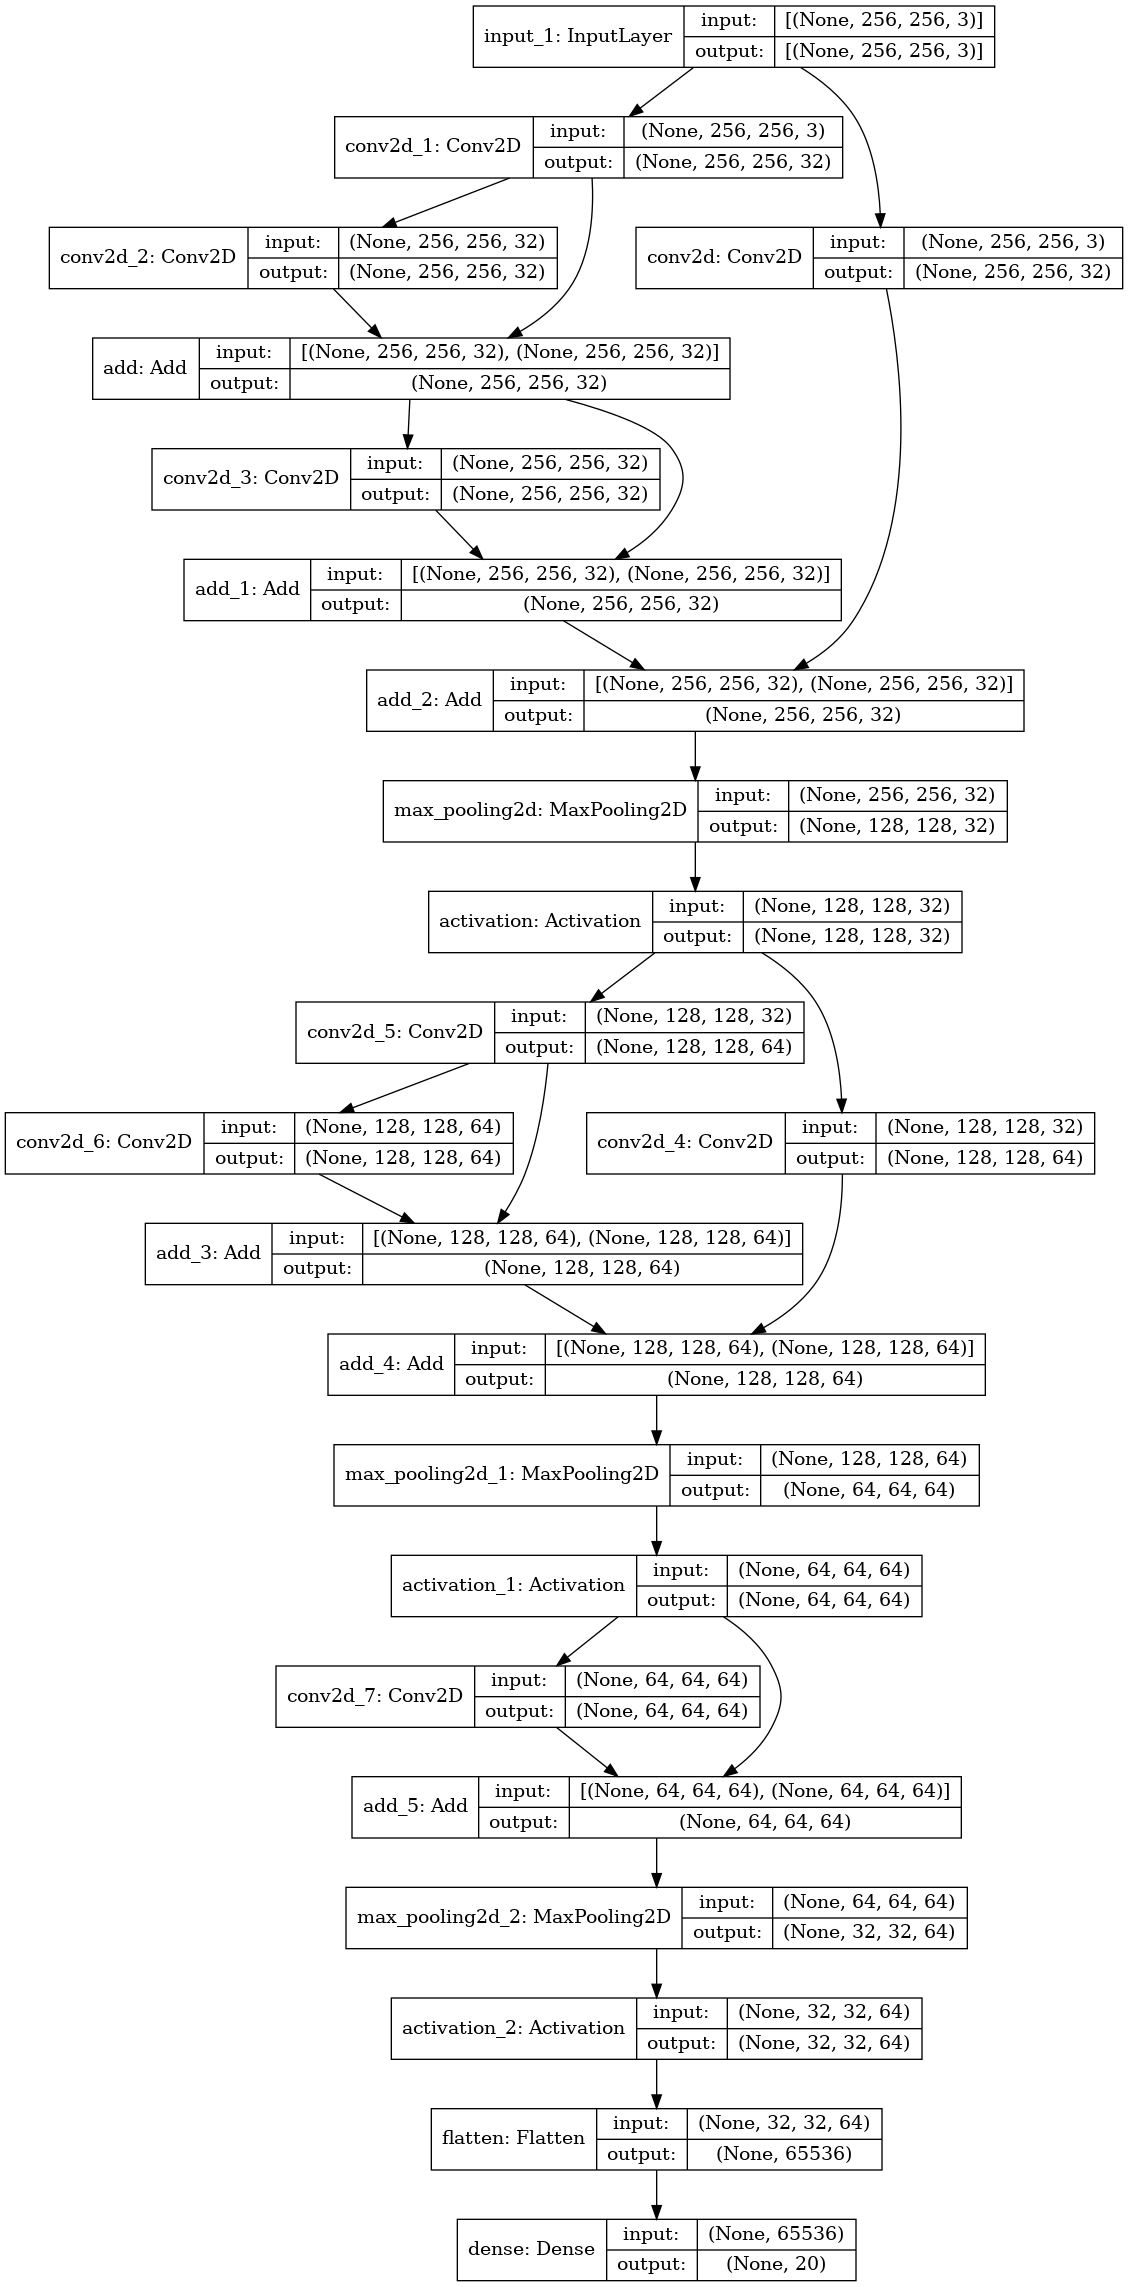 input_1: InputLayer input: [(None, 256, 256, 3)]
output: [(None, 256, 256, 3)]
conv2d_1: Conv2D input: (None, 256, 256, 3)
output: (None, 256, 256, 32)
conv2d_2: Conv2D input: (None, 256, 256, 32)
output: (None, 256, 256, 32)
conv2d: Conv2D input: (None, 256, 256, 3)
output: (None, 256, 256, 32)
add: Add input: [(None, 256, 256, 32), (None, 256, 256, 32)]
output: (None, 256, 256, 32)
conv2d_3: Conv2D input: (None, 256, 256, 32)
output: (None, 256, 256, 32)
add_1: Add input: [(None, 256, 256, 32), (None, 256, 256, 32)]
output: (None, 256, 256, 32)
add_2: Add input: [(None, 256, 256, 32), (None, 256, 256, 32)]
output: (None, 256, 256, 32)
max_pooling2d: MaxPooling2D input: (None, 256, 256, 32)
output: (None, 128, 128, 32)
activation: Activation input: (None, 128, 128, 32)
output: (None, 128, 128, 32)
conv2d_5: Conv2D input: (None, 128, 128, 32)
output: (None, 128, 128, 64)
conv2d_6: Conv2D input: (None, 128, 128, 64)
output: (None, 128, 128, 64)
conv2d_4: Conv2D input: (None, 128, 128, 32)
output: (None, 128, 128, 64)
add_3: Add input: [(None, 128, 128, 64), (None, 128, 128, 64)]
output: (None, 128, 128, 64)
add_4: Add input: [(None, 128, 128, 64), (None, 128, 128, 64)]
output: (None, 128, 128, 64)
max_pooling2d_1: MaxPooling2D input: (None, 128, 128, 64)
output: (None, 64, 64, 64)
activation_1: Activation input: (None, 64, 64, 64)
output: (None, 64, 64, 64)
conv2d_7: Conv2D input: (None, 64, 64, 64)
output: (None, 64, 64, 64)
add_5: Add input: [(None, 64, 64, 64), (None, 64, 64, 64)]
output: (None, 64, 64, 64)
max_pooling2d_2: MaxPooling2D input: (None, 64, 64, 64)
output: (None, 32, 32, 64)
activation_2: Activation input: (None, 32, 32, 64)
output: (None, 32, 32, 64)
flatten: Flatten input: (None, 32, 32, 64)
output: (None, 65536)
dense: Dense input: (None, 65536)
output: (None, 20)